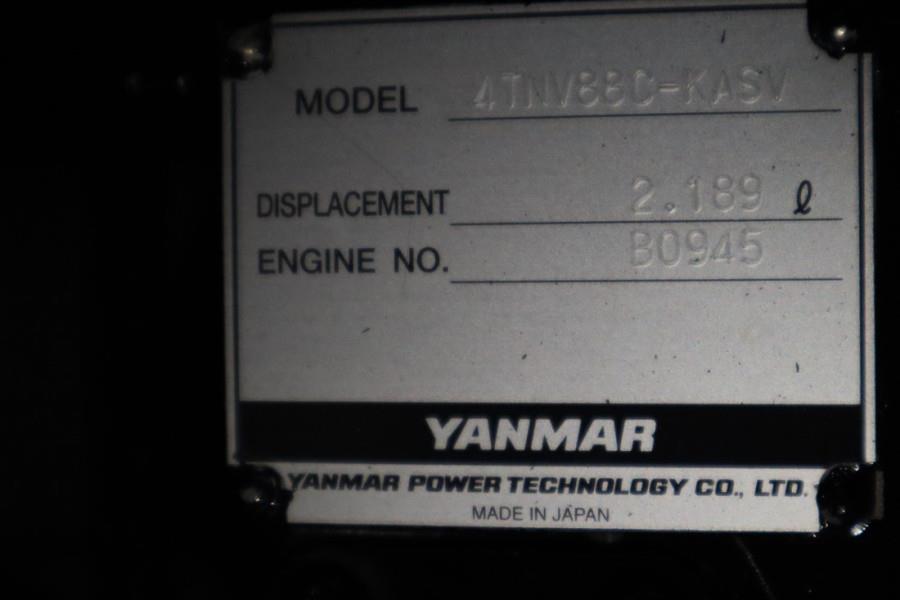 MODEL 4TNV88C-KASV
DISPLACEMENT 2.189 ℓ
ENGINE NO. B0945
YANMAR
YANMAR POWER TECHNOLOGY CO., LTD.
MADE IN JAPAN